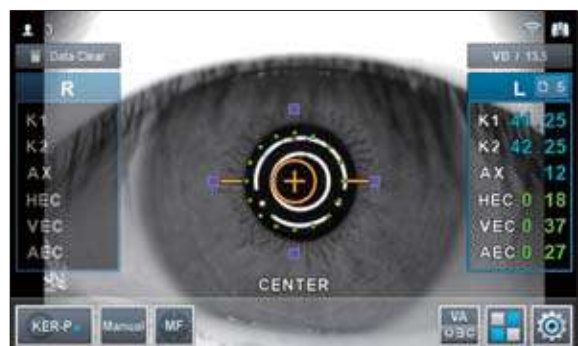 Data Clear
VD / 13.5
R
L
K1
K2
AX
HEC
VEC
AEC
K1 41 25
K2 42 25
AX 12
HEC 0 18
VEC 0 37
AEC 0 27
CENTER
KER-P
Manual
MF
VA